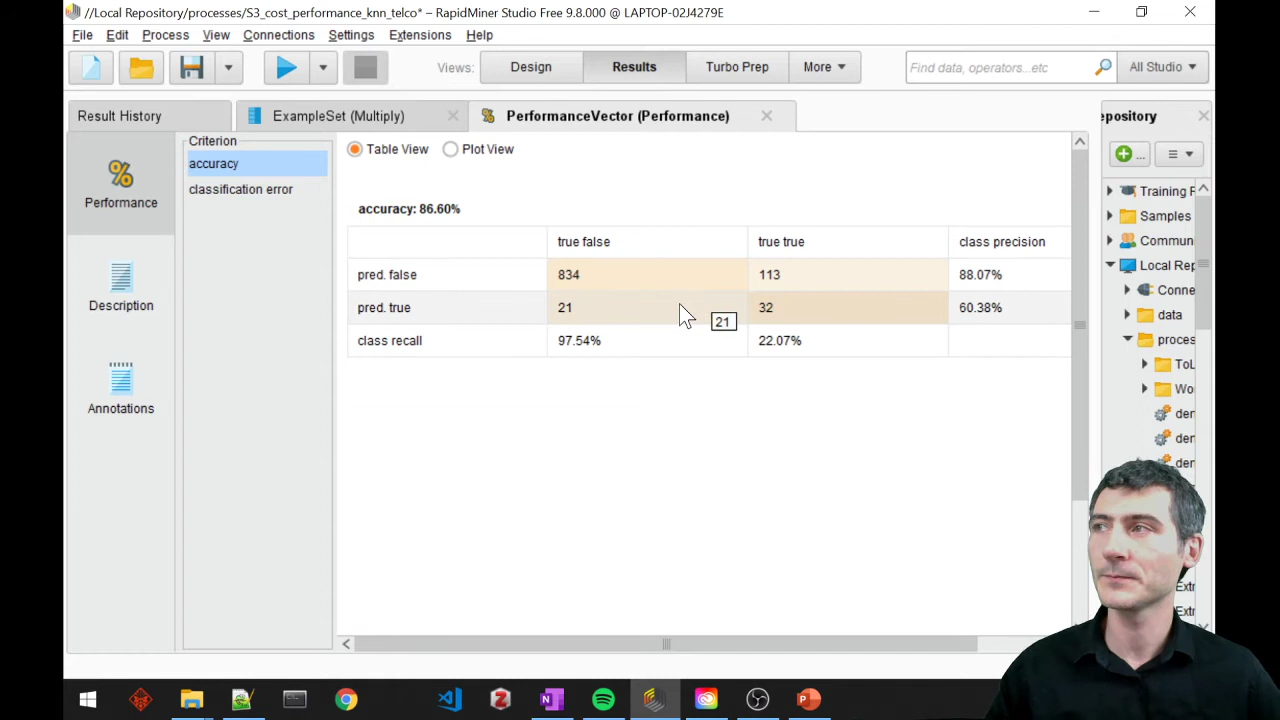 //Local Repository/processes/S3_cost_performance_knn_telco* – RapidMiner Studio Free 9.8.000 @ LAPTOP-02J4279E
File Edit Process View Connections Settings Extensions Help
Views: Design Results Turbo Prep More Find data, operators...etc All Studio
Result History ExampleSet (Multiply) PerformanceVector (Performance) epository
Criterion
accuracy
classification error
Performance
Description
Annotations
Table View Plot View
accuracy: 86.60%
true false true true class precision
pred. false 834 113 88.07%
pred. true 21 32 60.38%
21
class recall 97.54% 22.07%
...
Training F
Samples
Commun
Local Rep
Conne
data
proces
ToL
Wo
der
der
der
Extr
Extr